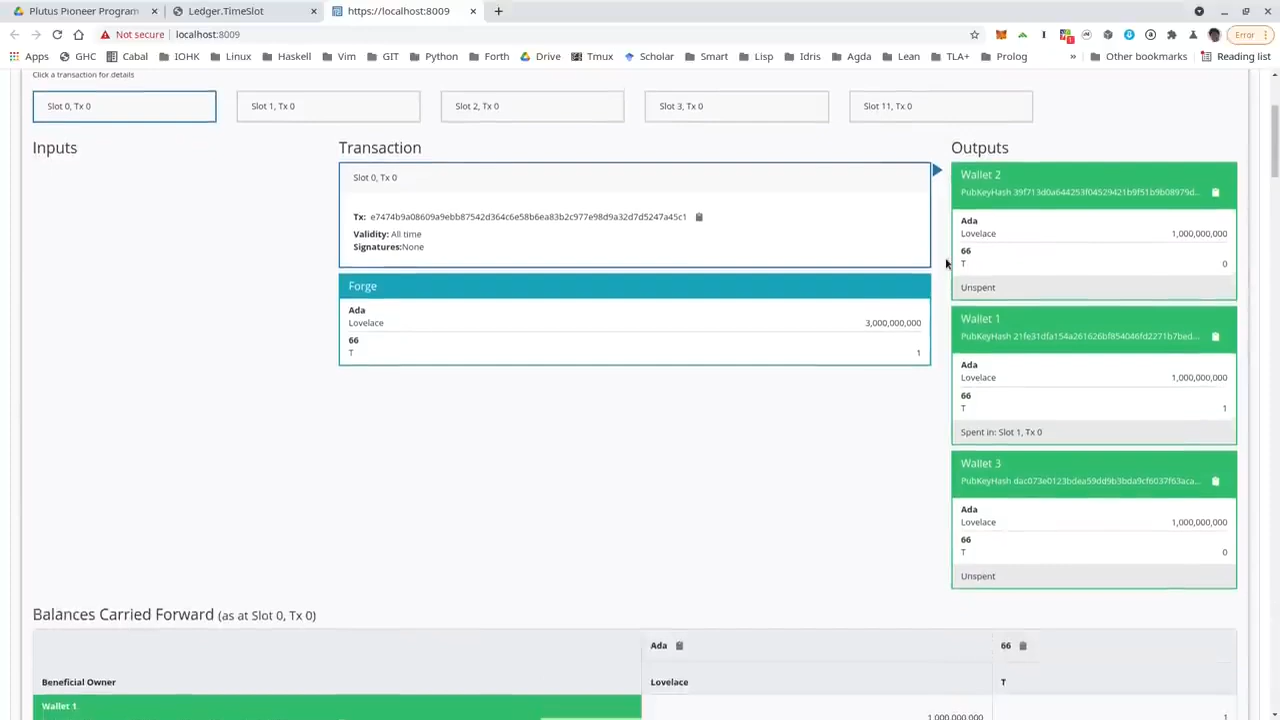 Plutus Pioneer Program
Ledger.TimeSlot
https://localhost:8009
Not secure
localhost:8009
Error
Apps
GHC
Cabal
IOHK
Linux
Haskell
Vim
GIT
Python
Forth
Drive
Tmux
Scholar
Smart
Lisp
Idris
Agda
Lean
TLA+
Prolog
»
Other bookmarks
Reading list
Click a transaction for details
Slot 0, Tx 0
Slot 1, Tx 0
Slot 2, Tx 0
Slot 3, Tx 0
Slot 11, Tx 0
Inputs
Transaction
Slot 0, Tx 0
Tx: e7474b9a08609a9ebb87542d364c6e58b6ea83b2c977e98d9a32d7d5247a45c1
Validity: All time
Signatures:None
Forge
Ada
Lovelace 3,000,000,000
66
T 1
Outputs
Wallet 2
PubKeyHash 39f713d0a644253f04529421b9f51b9b08979d...
Ada
Lovelace 1,000,000,000
66
T 0
Unspent
Wallet 1
PubKeyHash 21fe31dfa154a261626bf854046fd2271b7bed...
Ada
Lovelace 1,000,000,000
66
T 1
Spent in: Slot 1, Tx 0
Wallet 3
PubKeyHash dac073e0123bdea59dd9b3bda9cf6037f63aca...
Ada
Lovelace 1,000,000,000
66
T 0
Unspent
Balances Carried Forward (as at Slot 0, Tx 0)
Ada 66
Beneficial Owner Lovelace T
Wallet 1
1,000,000,000 1